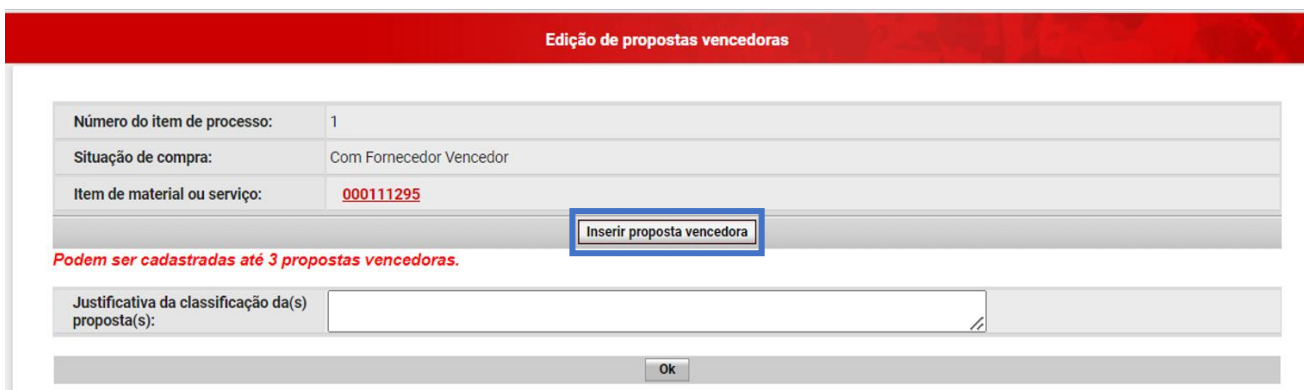 Edição de propostas vencedoras
Número do item de processo: 1
Situação de compra: Com Fornecedor Vencedor
Item de material ou serviço: 000111295
Inserir proposta vencedora
Podem ser cadastradas até 3 propostas vencedoras.
Justificativa da classificação da(s)
proposta(s):
Ok